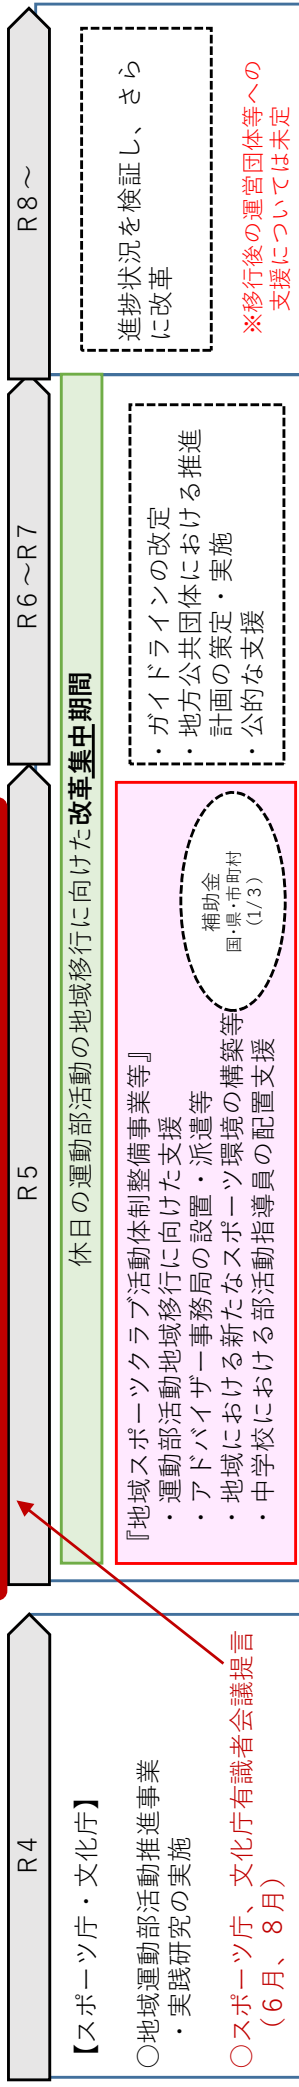 R4
【スポーツ庁・文化庁】
〇地域運動部活動推進事業
・実践研究の実施
〇スポーツ庁、文化庁有識者会議提言
（6月、8月）
R5
休日の運動部活動の地域移行に向けた改革集中期間
『地域スポーツクラブ活動体制整備事業等』
・運動部活動地域移行に向けた支援
・アドバイザー事務局の設置・派遣等
・地域における新たなスポーツ環境の構築等
・中学校における部活動指導員の配置支援
補助金
国・県・市町村
（1/3）
R6～R7
・ガイドラインの改定
・地方公共団体における推進
計画の策定・実施
・公的な支援
R8～
進捗状況を検証し、さら
に改革
※移行後の運営団体等への
支援については未定